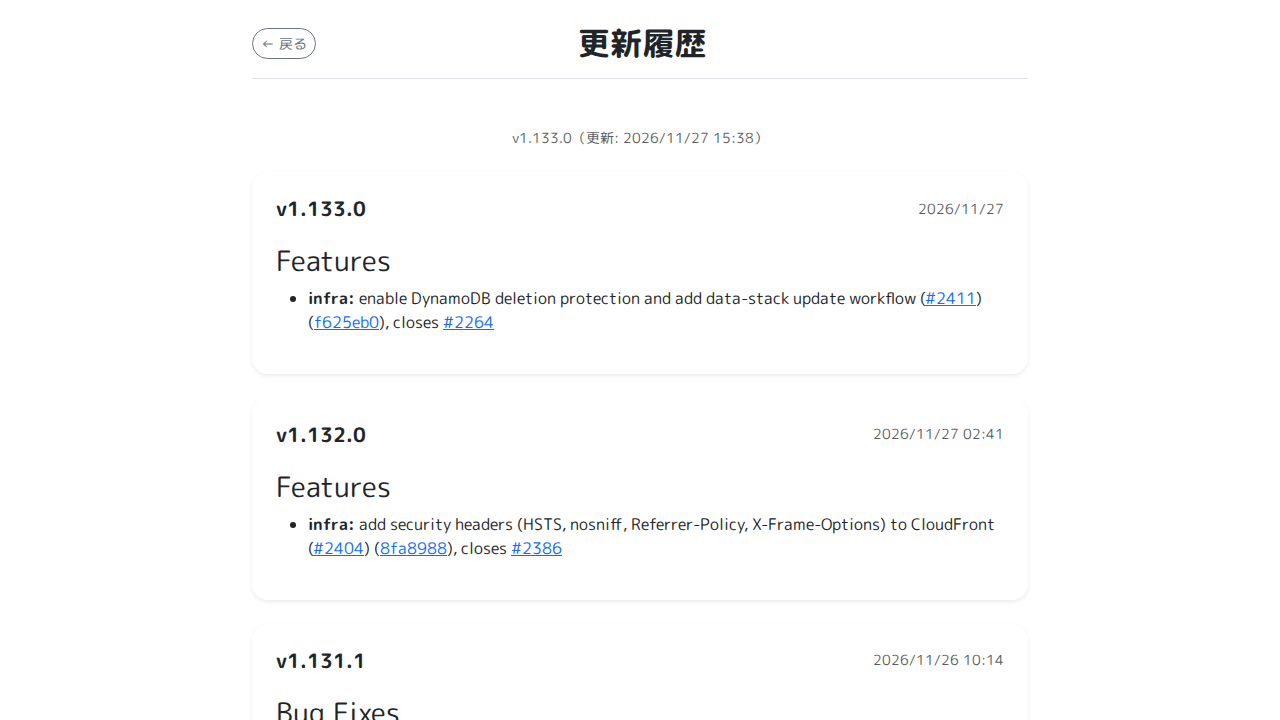 ← 戻る
更新履歴
v1.133.0（更新: 2026/11/27 15:38）
v1.133.0
2026/11/27
Features
infra: enable DynamoDB deletion protection and add data-stack update workflow (#2411)
(f625eb0), closes #2264
v1.132.0
2026/11/27 02:41
Features
infra: add security headers (HSTS, nosniff, Referrer-Policy, X-Frame-Options) to CloudFront
(#2404) (8fa8988), closes #2386
v1.131.1
2026/11/26 10:14
Bug Fixes